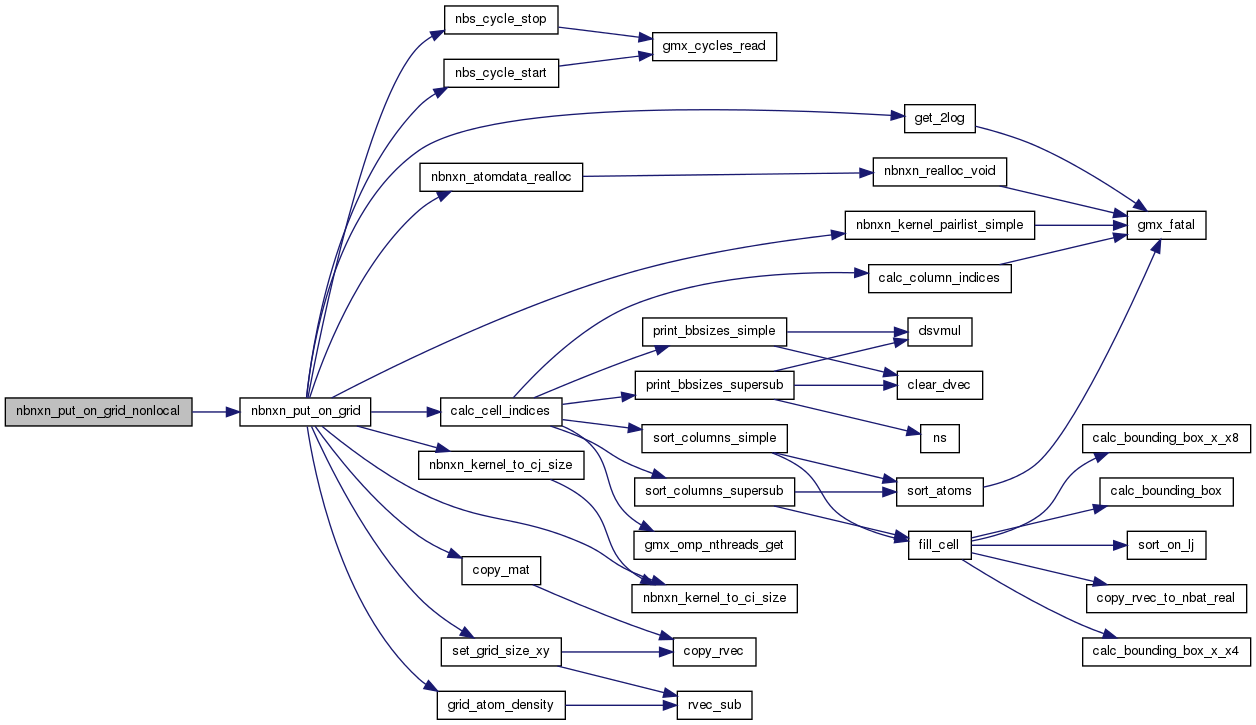 nbs_cycle_stop
gmx_cycles_read
nbs_cycle_start
get_2log
nbnxn_atomdata_realloc
nbnxn_realloc_void
nbnxn_kernel_pairlist_simple
gmx_fatal
calc_column_indices
print_bbsizes_simple
dsvmul
print_bbsizes_supersub
clear_dvec
nbnxn_put_on_grid_nonlocal
nbnxn_put_on_grid
calc_cell_indices
sort_columns_simple
ns
calc_bounding_box_x_x8
nbnxn_kernel_to_cj_size
sort_columns_supersub
sort_atoms
calc_bounding_box
gmx_omp_nthreads_get
fill_cell
sort_on_lj
copy_mat
nbnxn_kernel_to_ci_size
copy_rvec_to_nbat_real
set_grid_size_xy
copy_rvec
calc_bounding_box_x_x4
grid_atom_density
rvec_sub